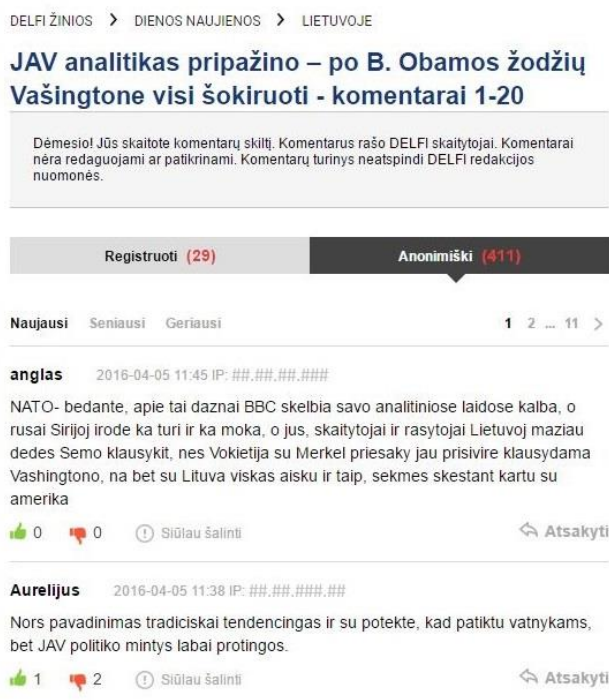 DELFI ŽINIOS > DIENOS NAUJIENOS > LIETUVOJE
JAV analitikas pripažino – po B. Obamos žodžių
Vašingtone visi šokiruoti - komentarai 1-20
Dėmesio! Jūs skaitote komentarų skiltį. Komentarus rašo DELFI skaitytojai. Komentarai
nėra redaguojami ar patikrinami. Komentarų turinys neatspindi DELFI redakcijos
nuomonės.
Registruoti (29) Anonimiški (411)
Naujausi Seniausi Geriausi 1 2 ... 11 >
anglas 2016-04-05 11:45 IP: ##.##.##.###
NATO- bedante, apie tai daznai BBC skelbia savo analitiniose laidose kalba, o
rusai Sirijoj irode ka turi ir ka moka, o jus, skaitytojai ir rasytojai Lietuvoj maziau
dedes Semo klausykit, nes Vokietija su Merkel priesaky jau prisivire klausydama
Vashingtono, na bet su Lituva viskas aisku ir taip, sekmes skestant kartu su
amerika
0 0 Siūlau šalinti Atsakyti
Aurelijus 2016-04-05 11:38 IP: ##.##.###.##
Nors pavadinimas tradiciskai tendencingas ir su potekte, kad patiktu vatnykams,
bet JAV politiko mintys labai protingos.
1 2 Siūlau šalinti Atsakyti